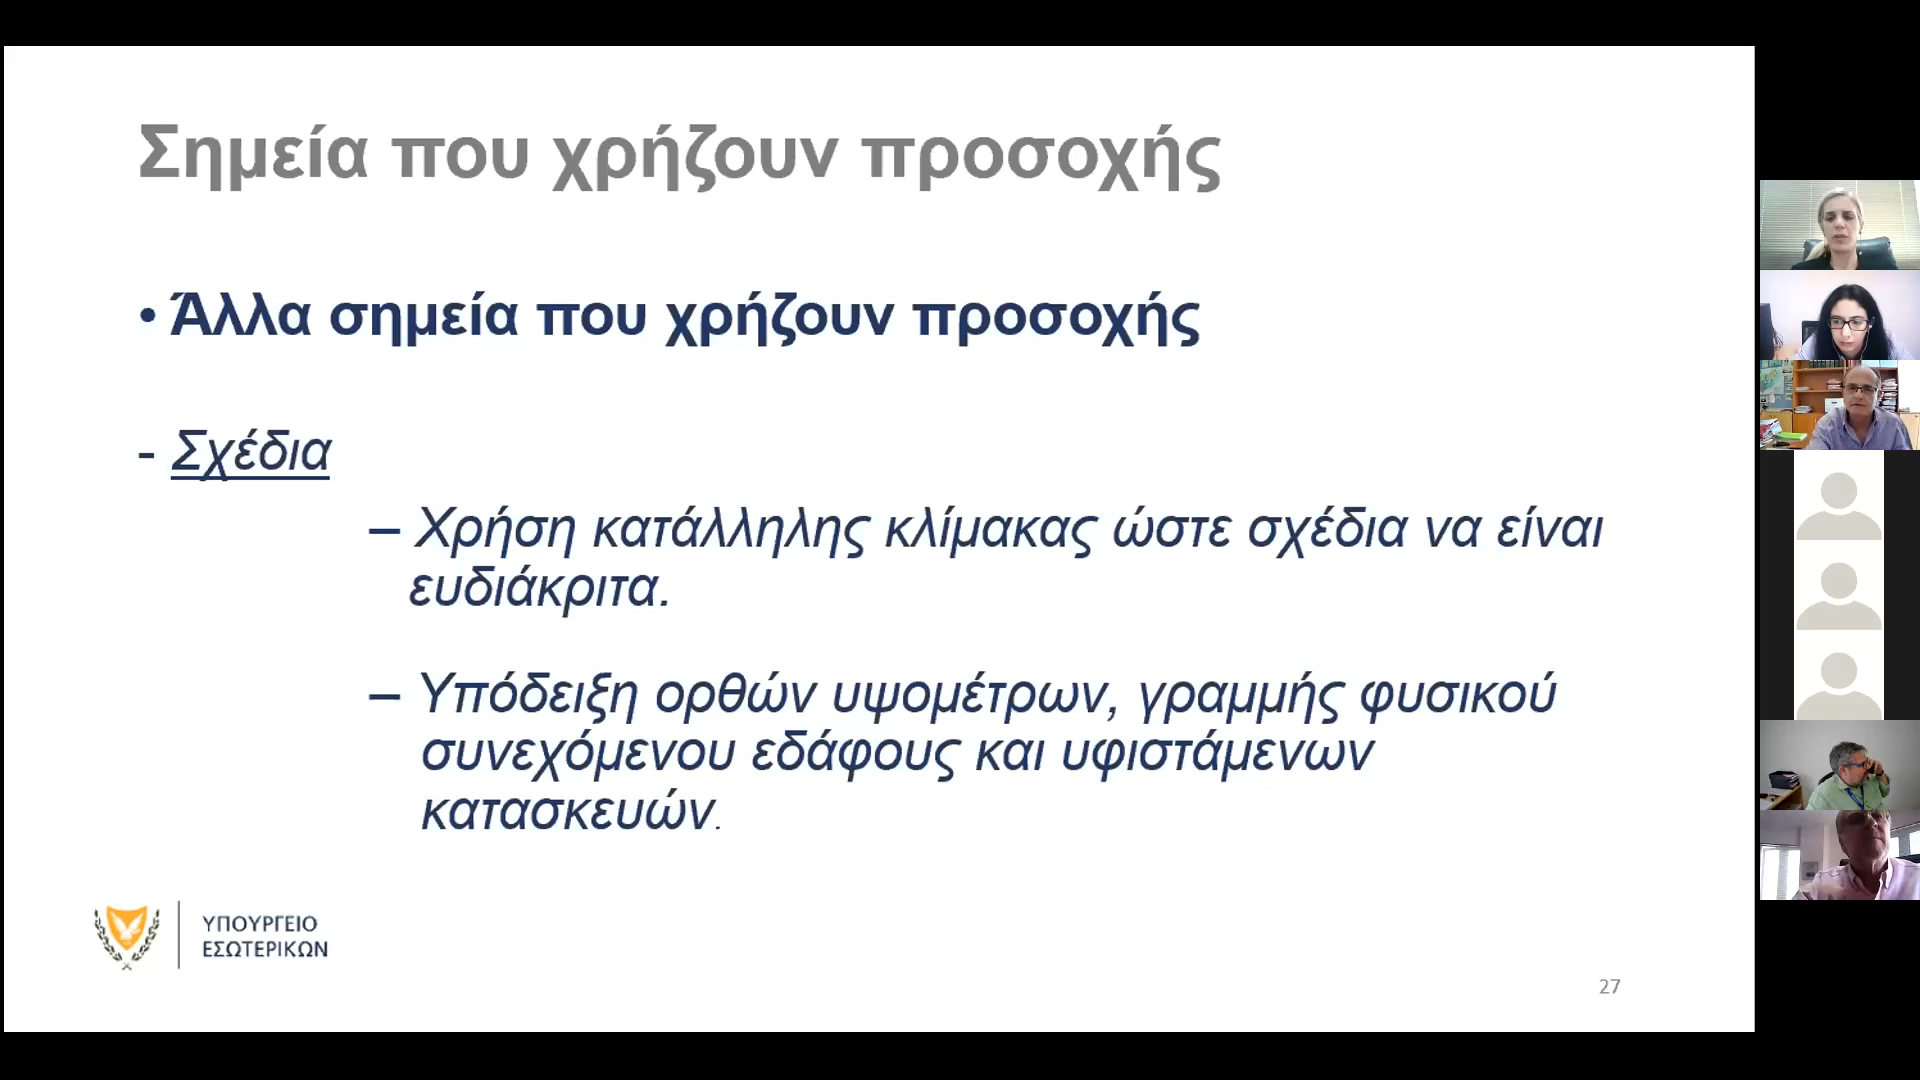 Σημεία που χρήζουν προσοχής
• Άλλα σημεία που χρήζουν προσοχής
- Σχέδια
– Χρήση κατάλληλης κλίμακας ώστε σχέδια να είναι
ευδιάκριτα.
– Υπόδειξη ορθών υψομέτρων, γραμμής φυσικού
συνεχόμενου εδάφους και υφιστάμενων
κατασκευών.
ΥΠΟΥΡΓΕΙΟ
ΕΣΩΤΕΡΙΚΩΝ
27